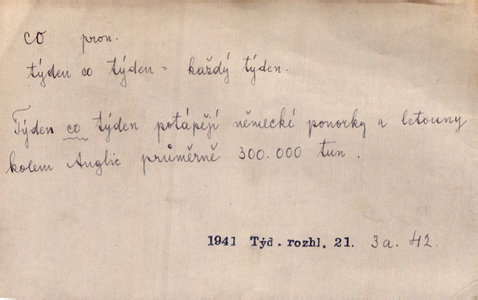 co pron.
týden co týden = každý týden.
Týden co týden potápějí německé ponorky a letouny
kolem Anglie průměrně 300.000 tun.
1941 Týd. rozhl. 21. 3a. 42.